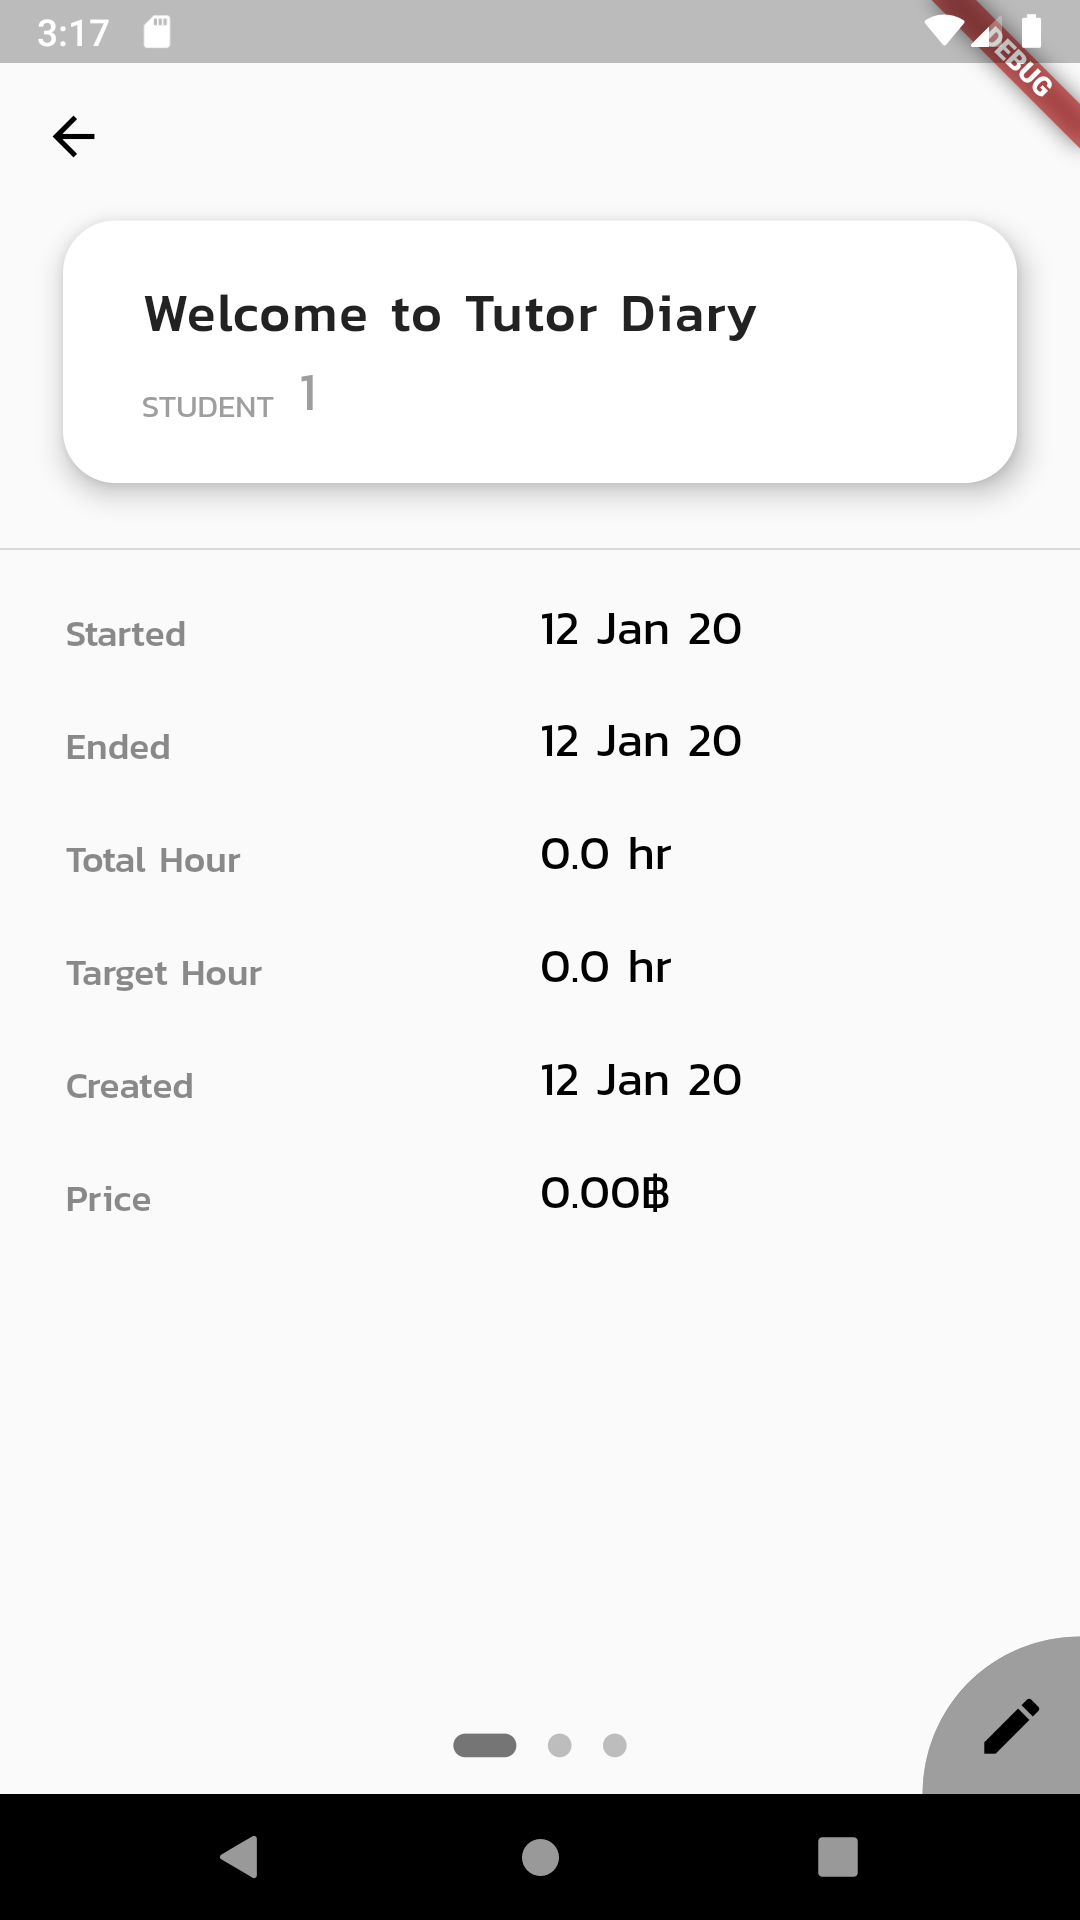 3:17
DEBUG
Welcome to Tutor Diary
STUDENT 1
Started 12 Jan 20
Ended 12 Jan 20
Total Hour 0.0 hr
Target Hour 0.0 hr
Created 12 Jan 20
Price 0.00฿